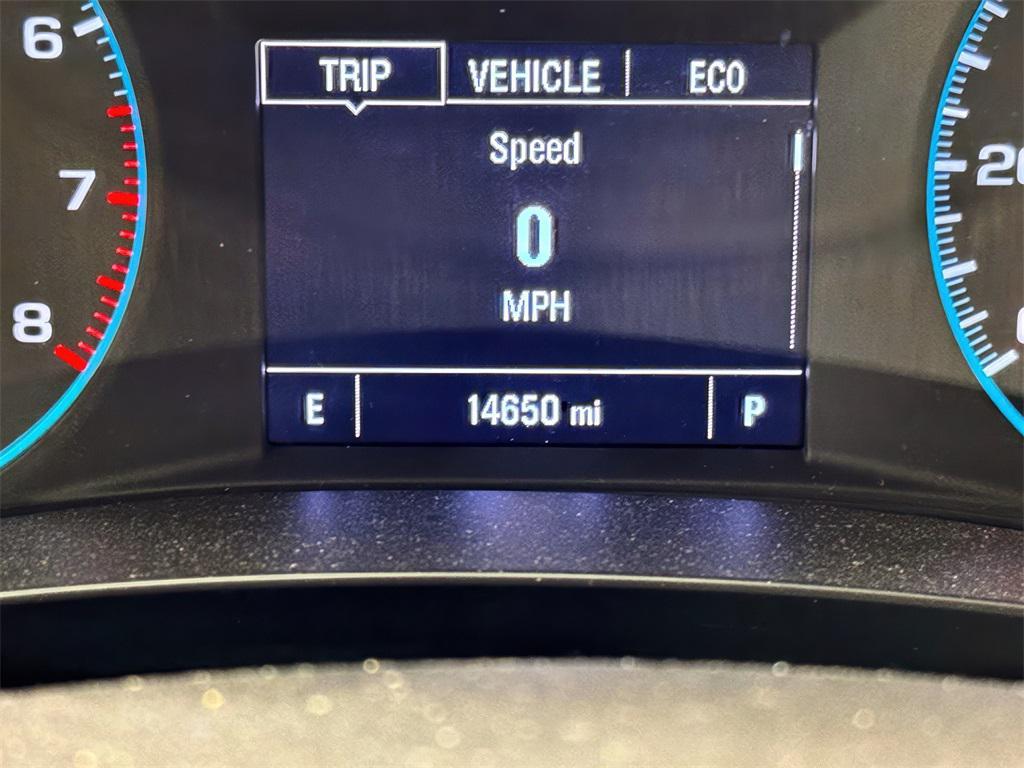 6
7
8
TRIP VEHICLE ECO
Speed
0
MPH
E 14650 mi P